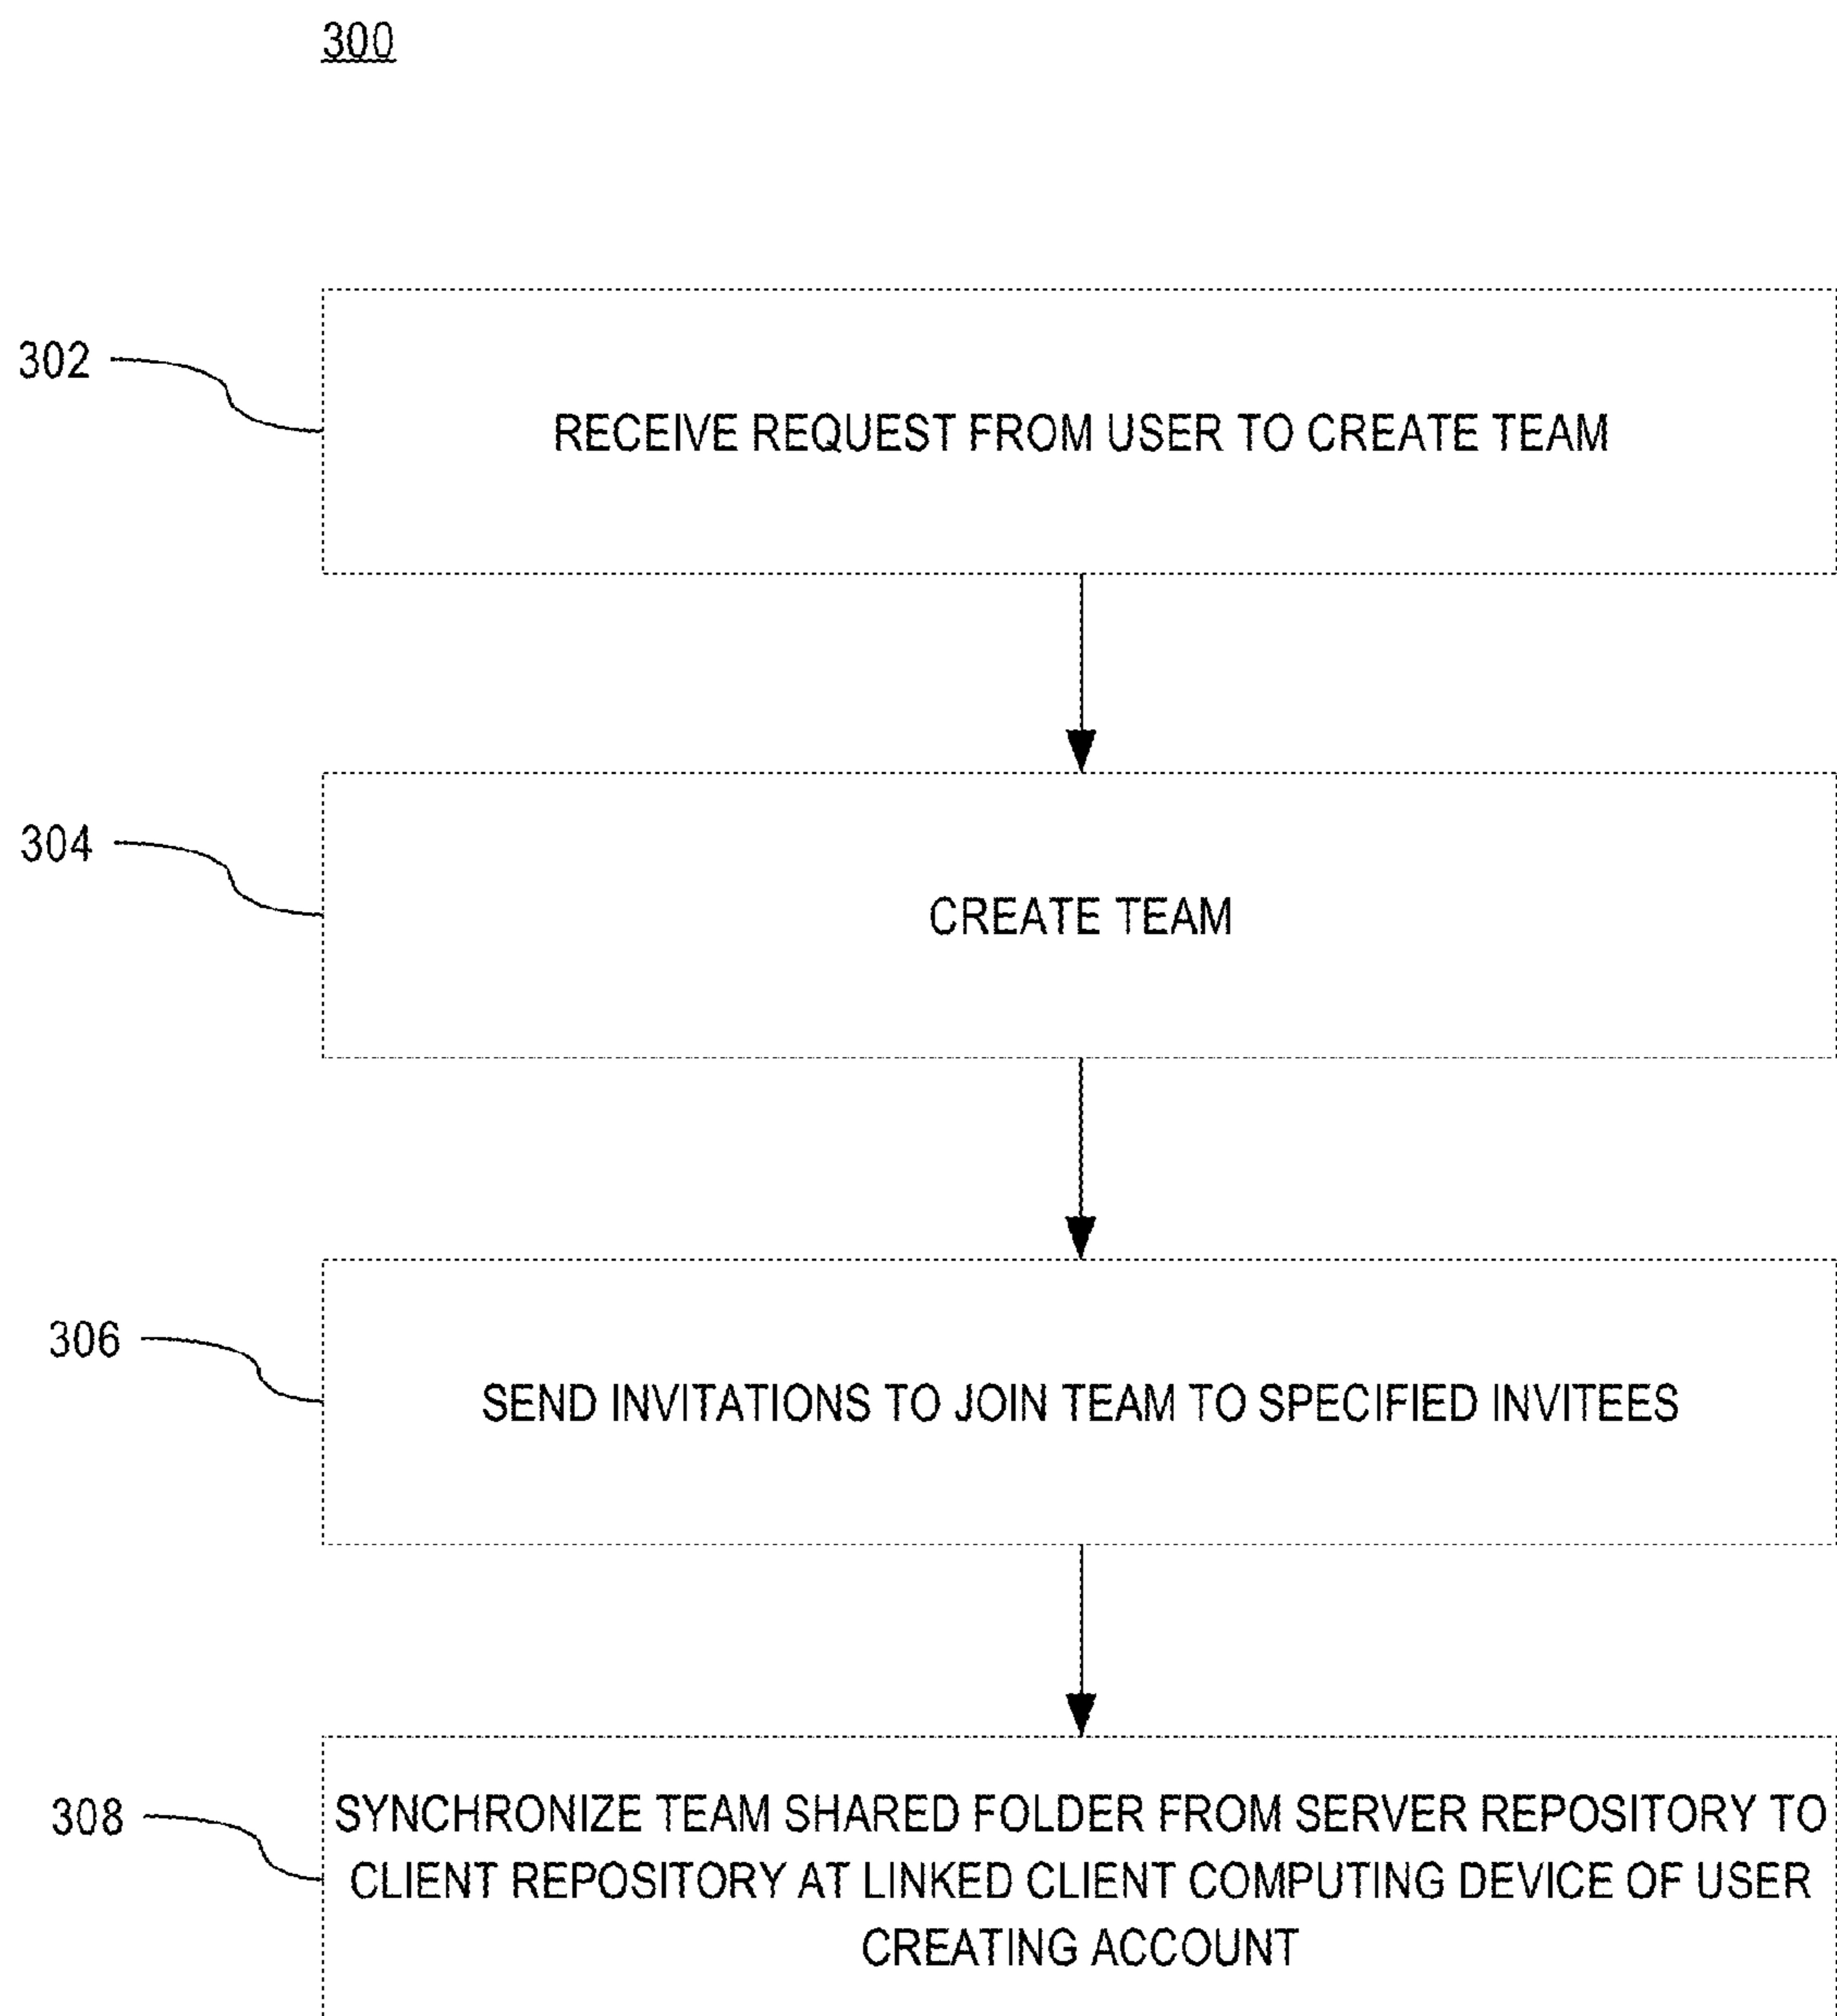 300
302
RECEIVE REQUEST FROM USER TO CREATE TEAM
304
CREATE TEAM
306
SEND INVITATIONS TO JOIN TEAM TO SPECIFIED INVITEES
308
SYNCHRONIZE TEAM SHARED FOLDER FROM SERVER REPOSITORY TO
CLIENT REPOSITORY AT LINKED CLIENT COMPUTING DEVICE OF USER
CREATING ACCOUNT